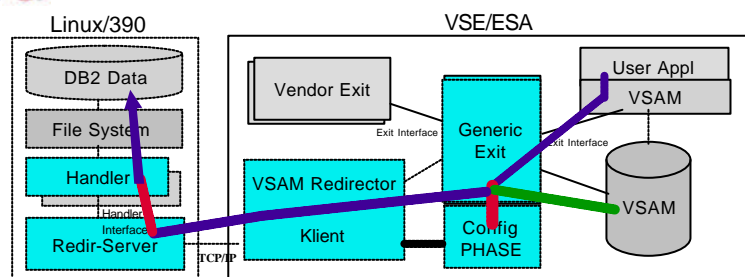 Linux/390
VSE/ESA
DB2 Data
File System
Handler
Handler
Interface
Redir-Server
TCP/IP
Vendor Exit
Exit Interface
VSAM Redirector
Klient
Generic
Exit
Config
PHASE
User Appl
VSAM
Exit Interface
VSAM